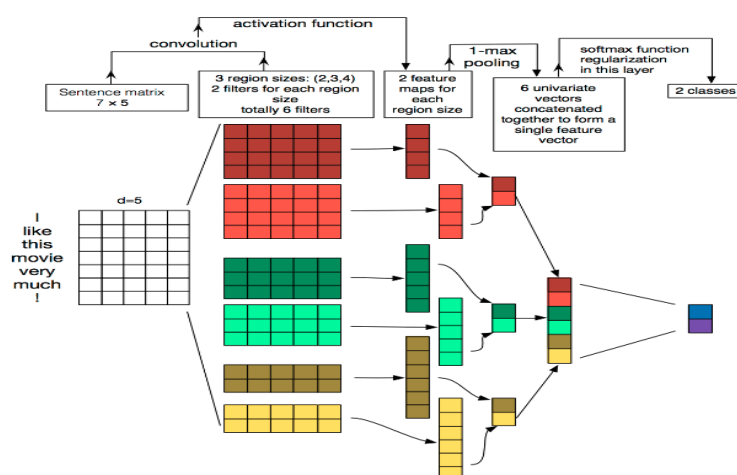 activation function
convolution
1-max
pooling
softmax function
regularization
in this layer
Sentence matrix
7 × 5
3 region sizes: (2,3,4)
2 filters for each region
size
totally 6 filters
2 feature
maps for
each
region size
6 univariate
vectors
concatenated
together to form a
single feature
vector
2 classes
d=5
I
like
this
movie
very
much
!